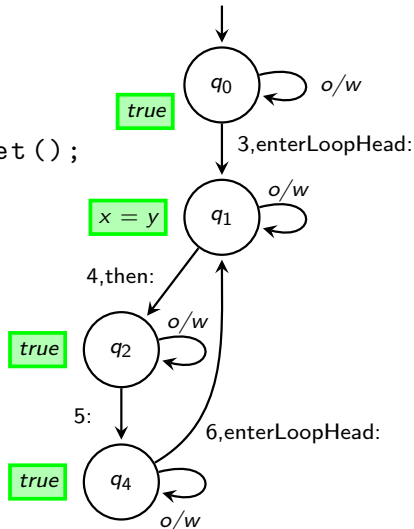 q0
o/w
true
et();
3,enterLoopHead:
o/w
x = y
q1
4,then:
o/w
true
q2
5:
6,enterLoopHead:
true
q4
o/w